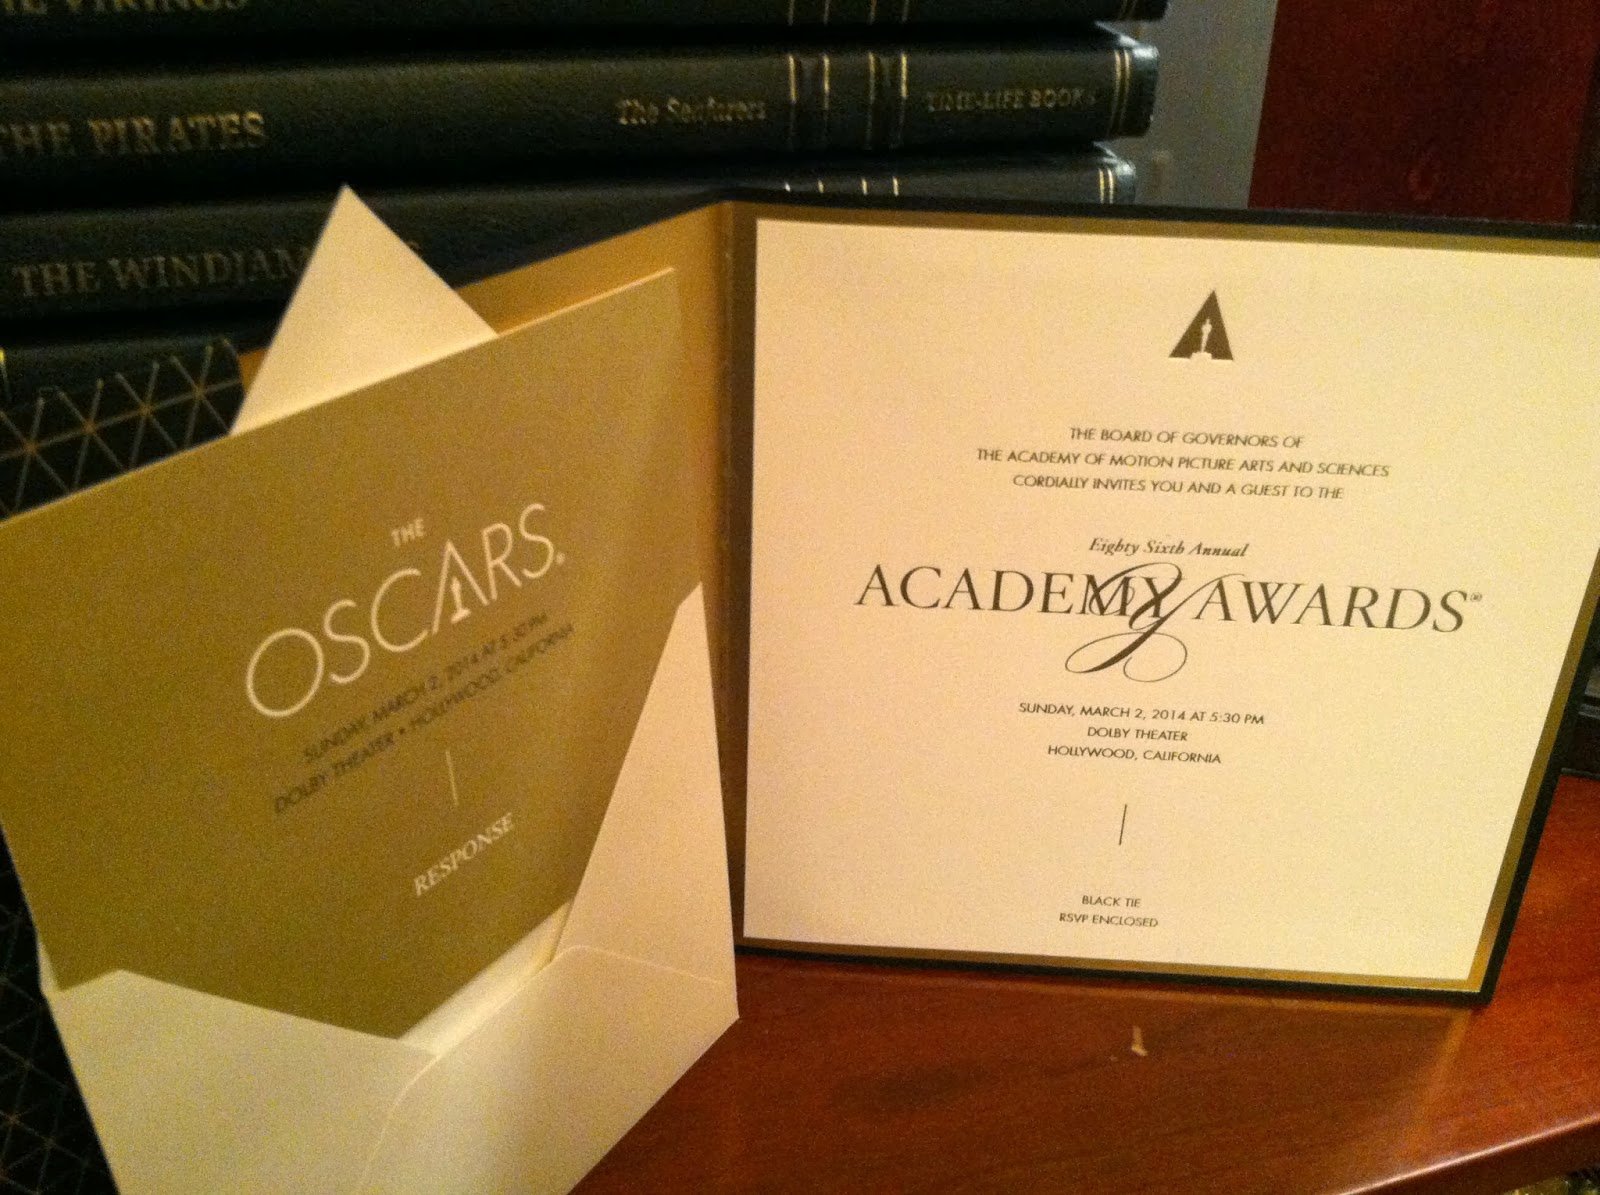 THE VIKINGS
THE PIRATES The Seafarers TIME-LIFE BOOKS
THE
THE
OSCARS®
SUNDAY, MARCH 2, 2014 AT 5:30 PM
DOLBY THEATER • HOLLYWOOD, CALIFORNIA
RESPONSE
THE BOARD OF GOVERNORS OF
THE ACADEMY OF MOTION PICTURE ARTS AND SCIENCES
CORDIALLY INVITES YOU AND A GUEST TO THE
Eighty Sixth Annual
ACADEMY AWARDS®
SUNDAY, MARCH 2, 2014 AT 5:30 PM
DOLBY THEATER
HOLLYWOOD, CALIFORNIA
BLACK TIE
RSVP ENCLOSED